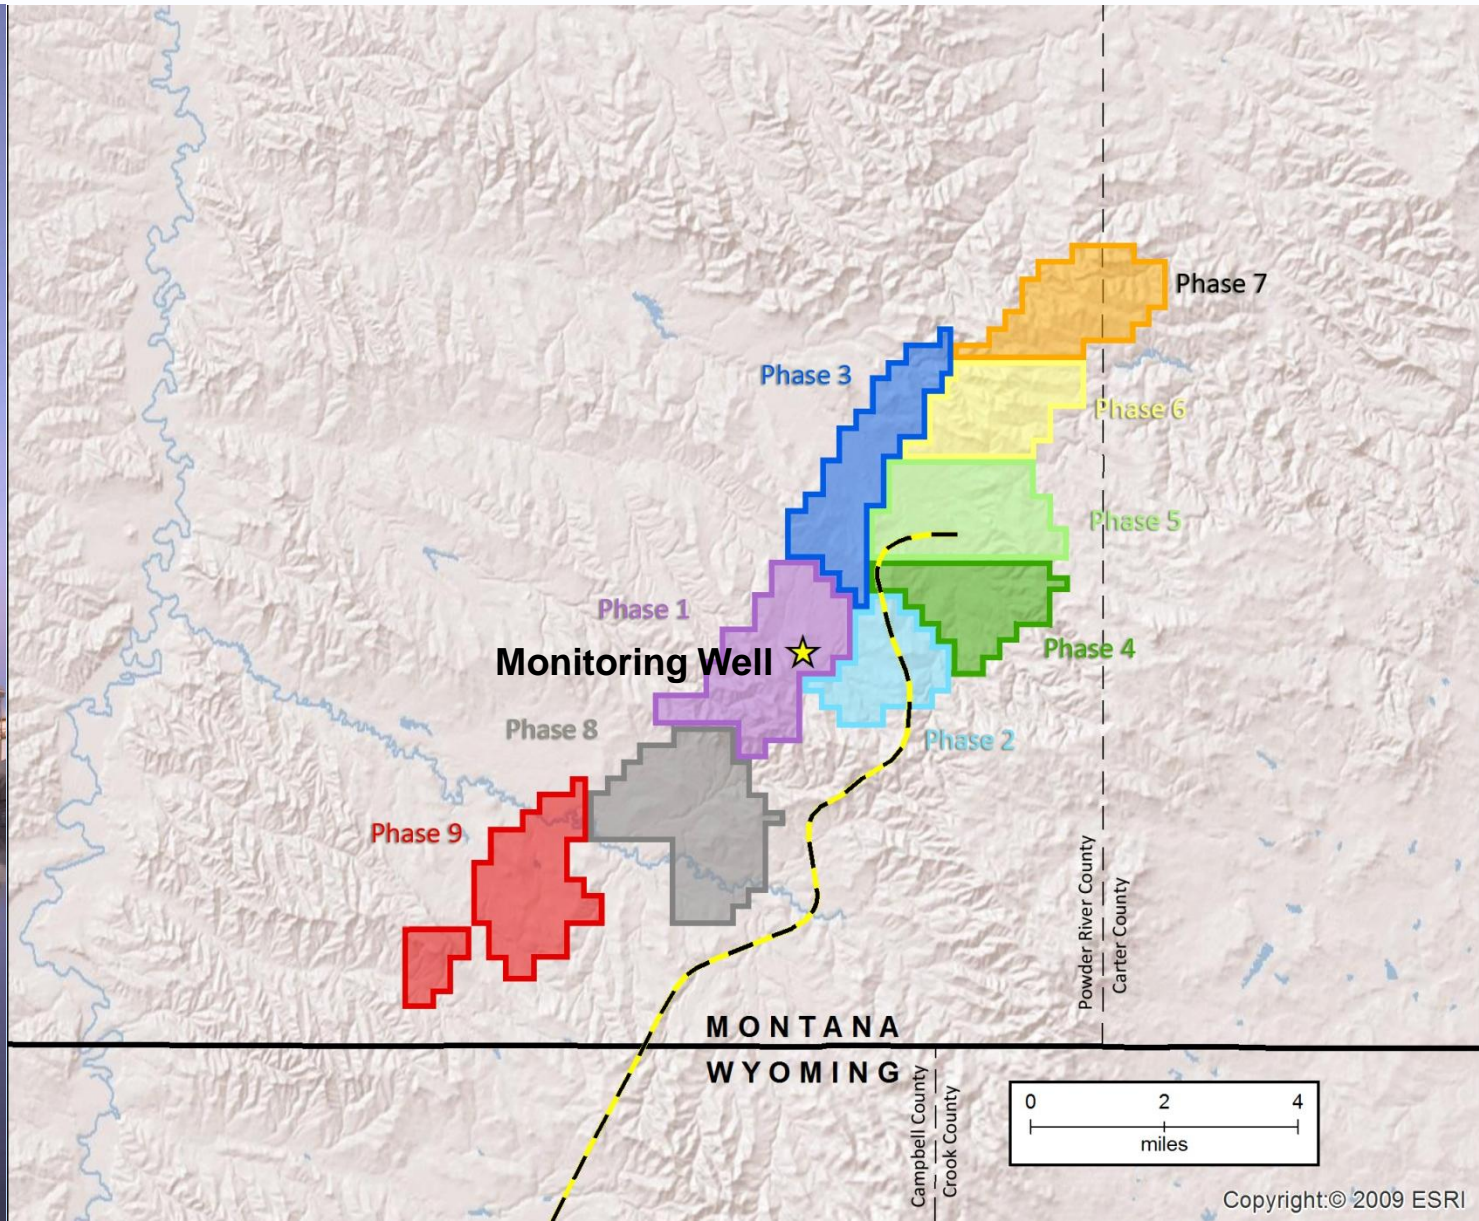 Phase 7
Phase 3
Phase 6
Phase 5
Phase 1
Phase 4
Monitoring Well
Phase 8
Phase 2
Phase 9
Powder River County
Carter County
MONTANA
WYOMING
Campbell County
Crook County
0 2 4
miles
Copyright:© 2009 ESRI